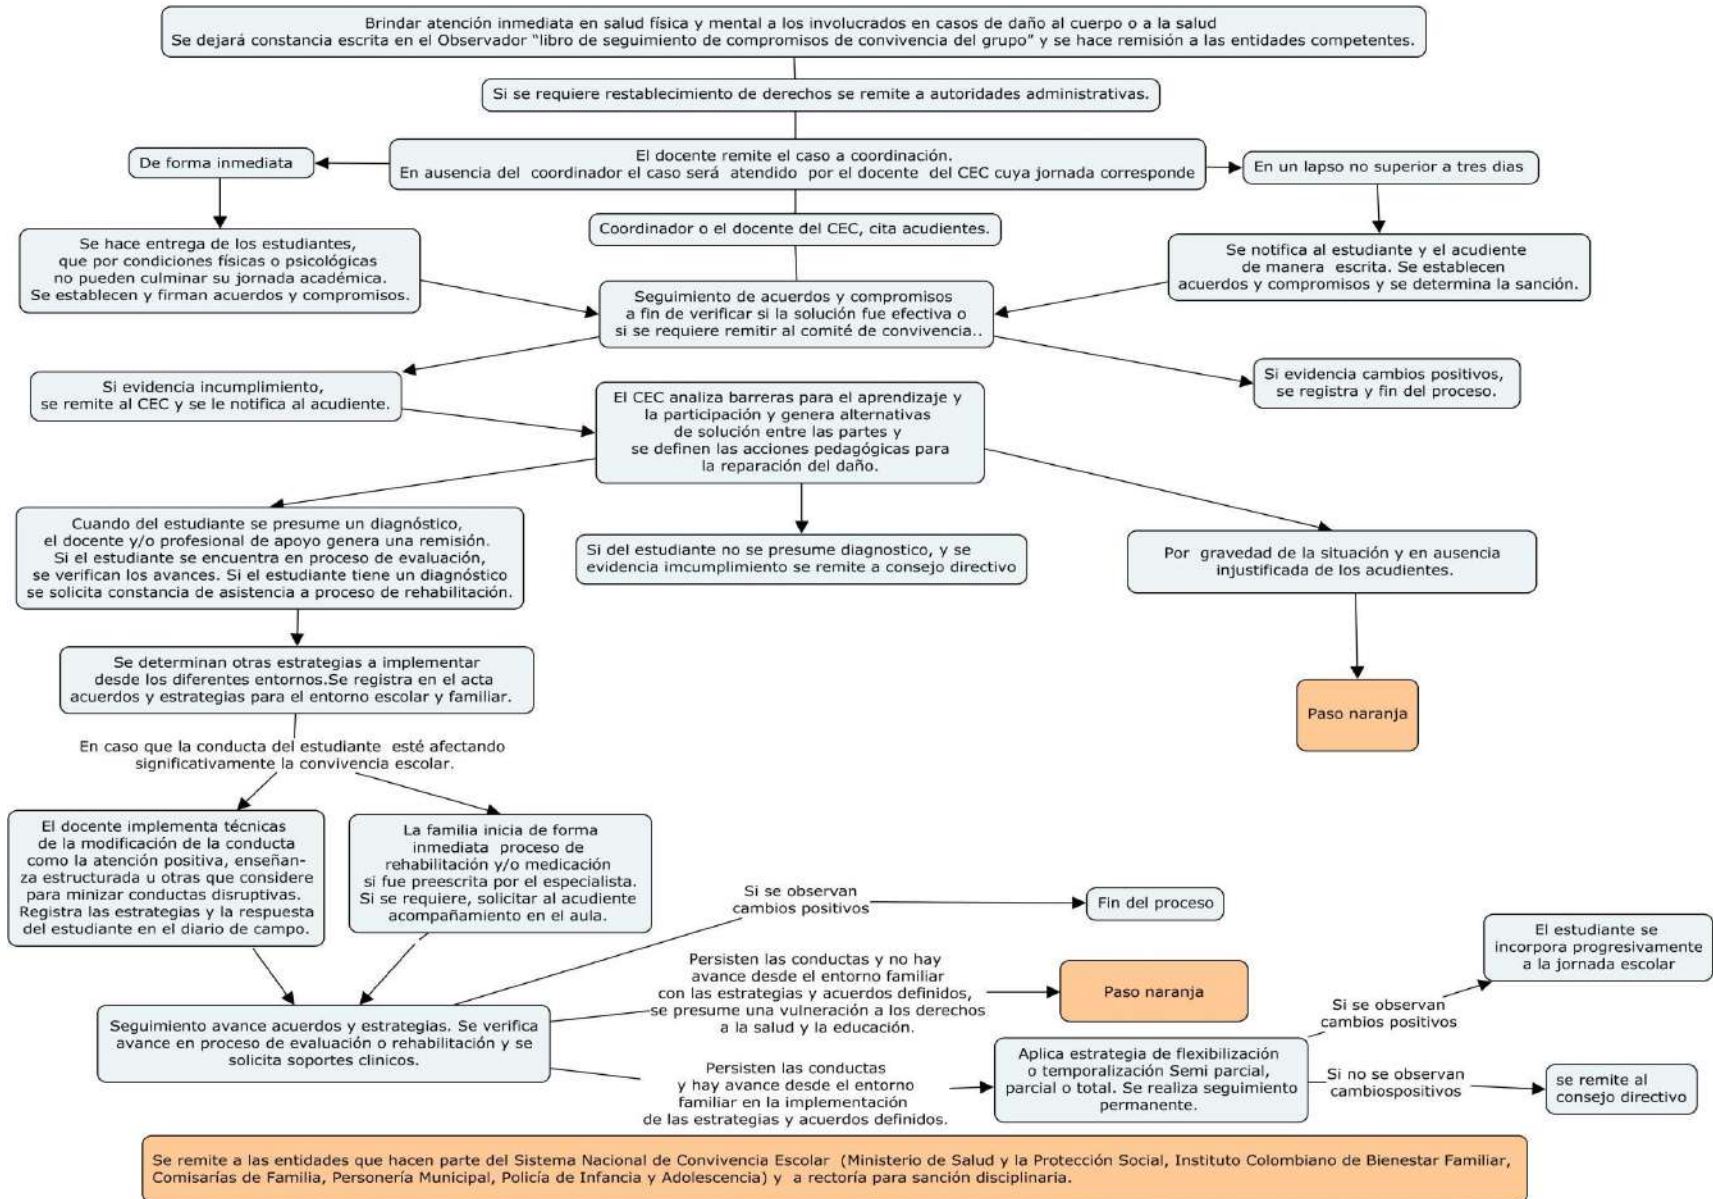 Brindar atención inmediata en salud física y mental a los involucrados en casos de daño al cuerpo o a la salud
Se dejará constancia escrita en el Observador “libro de seguimiento de compromisos de convivencia del grupo” y se hace remisión a las entidades competentes.
Si se requiere restablecimiento de derechos se remite a autoridades administrativas.
De forma inmediata
El docente remite el caso a coordinación.
En ausencia del coordinador el caso será atendido por el docente del CEC cuya jornada corresponde
En un lapso no superior a tres dias
Se hace entrega de los estudiantes,
que por condiciones físicas o psicológicas
no pueden culminar su jornada académica.
Se establecen y firman acuerdos y compromisos.
Coordinador o el docente del CEC, cita acudientes.
Se notifica al estudiante y el acudiente
de manera escrita. Se establecen
acuerdos y compromisos y se determina la sanción.
Seguimiento de acuerdos y compromisos
a fin de verificar si la solución fue efectiva o
si se requiere remitir al comité de convivencia..
Si evidencia incumplimiento,
se remite al CEC y se le notifica al acudiente.
Si evidencia cambios positivos,
se registra y fin del proceso.
El CEC analiza barreras para el aprendizaje y
la participación y genera alternativas
de solución entre las partes y
se definen las acciones pedagógicas para
la reparación del daño.
Cuando del estudiante se presume un diagnóstico,
el docente y/o profesional de apoyo genera una remisión.
Si el estudiante se encuentra en proceso de evaluación,
se verifican los avances. Si el estudiante tiene un diagnóstico
se solicita constancia de asistencia a proceso de rehabilitación.
Si del estudiante no se presume diagnostico, y se
evidencia imcumplimiento se remite a consejo directivo
Por gravedad de la situación y en ausencia
injustificada de los acudientes.
Se determinan otras estrategias a implementar
desde los diferentes entornos.Se registra en el acta
acuerdos y estrategias para el entorno escolar y familiar.
Paso naranja
En caso que la conducta del estudiante esté afectando
significativamente la convivencia escolar.
El docente implementa técnicas
de la modificación de la conducta
como la atención positiva, enseñan-
za estructurada u otras que considere
para minizar conductas disruptivas.
Registra las estrategias y la respuesta
del estudiante en el diario de campo.
La familia inicia de forma
inmediata proceso de
rehabilitación y/o medicación
si fue preescrita por el especialista.
Si se requiere, solicitar al acudiente
acompañamiento en el aula.
Si se observan
cambios positivos
Fin del proceso
Seguimiento avance acuerdos y estrategias. Se verifica
avance en proceso de evaluación o rehabilitación y se
solicita soportes clinicos.
Persisten las conductas y no hay
avance desde el entorno familiar
con las estrategias y acuerdos definidos,
se presume una vulneración a los derechos
a la salud y la educación.
Paso naranja
Persisten las conductas
y hay avance desde el entorno
familiar en la implementación
de las estrategias y acuerdos definidos.
Aplica estrategia de flexibilización
o temporalización Semi parcial,
parcial o total. Se realiza seguimiento
permanente.
Si se observan
cambios positivos
El estudiante se
incorpora progresivamente
a la jornada escolar
Si no se observan
cambiospositivos
se remite al
consejo directivo
Se remite a las entidades que hacen parte del Sistema Nacional de Convivencia Escolar (Ministerio de Salud y la Protección Social, Instituto Colombiano de Bienestar Familiar,
Comisarías de Familia, Personería Municipal, Policía de Infancia y Adolescencia) y a rectoría para sanción disciplinaria.